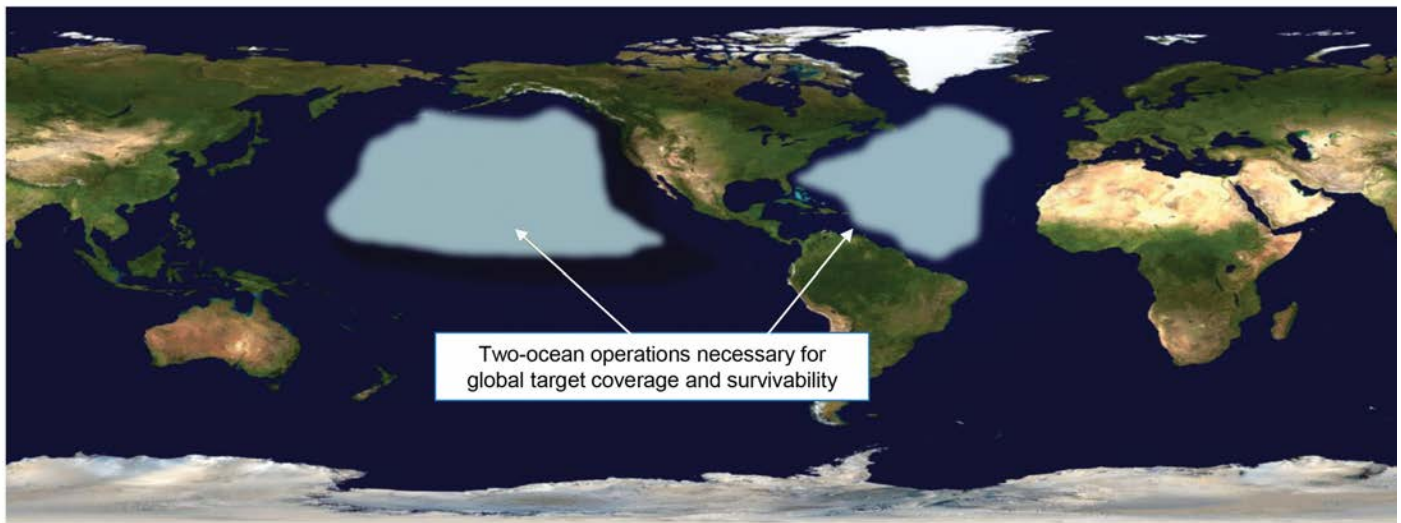 Two-ocean operations necessary for
global target coverage and survivability